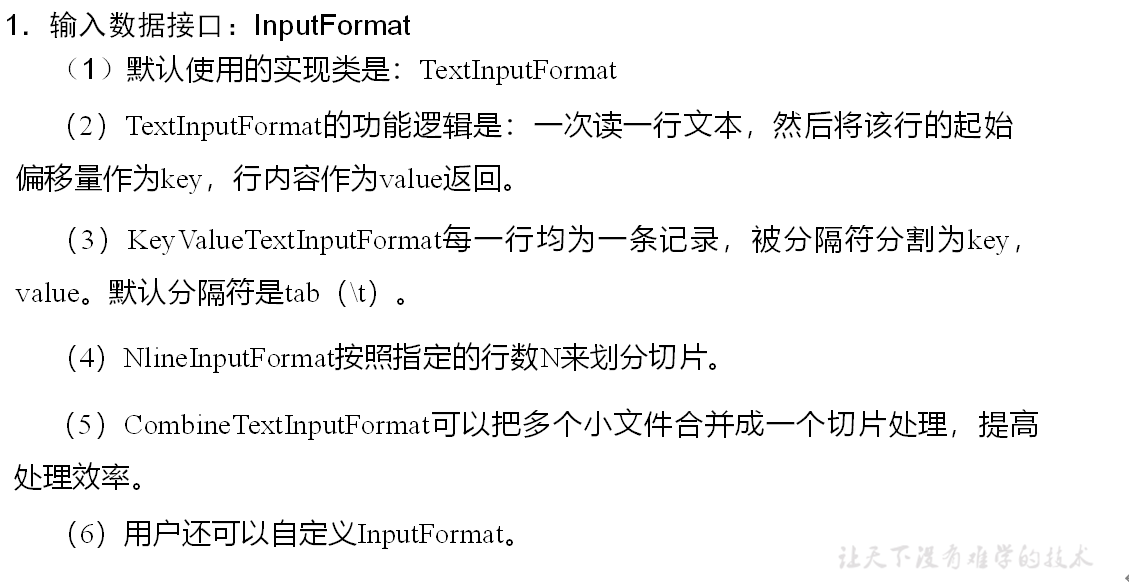 1．输入数据接口：InputFormat
（1）默认使用的实现类是：TextInputFormat
（2）TextInputFormat的功能逻辑是：一次读一行文本，然后将该行的起始
偏移量作为key，行内容作为value返回。
（3）KeyValueTextInputFormat每一行均为一条记录，被分隔符分割为key，
value。默认分隔符是tab（\t）。
（4）NlineInputFormat按照指定的行数N来划分切片。
（5）CombineTextInputFormat可以把多个小文件合并成一个切片处理，提高
处理效率。
（6）用户还可以自定义InputFormat。
让天下没有难学的技术